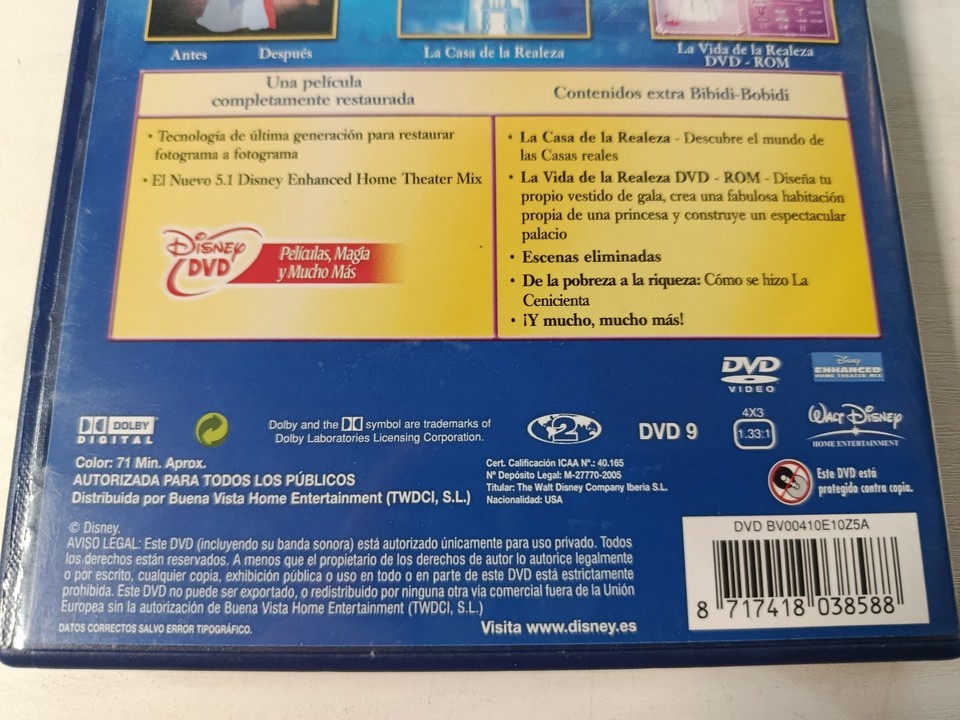 Antes
Después
La Casa de la Realeza
La Vida de la Realeza
DVD - ROM
Una película
completamente restaurada
Contenidos extra Bibidi-Bobidi
• Tecnología de última generación para restaurar
fotograma a fotograma
• El Nuevo 5.1 Disney Enhanced Home Theater Mix
Disney
DVD
Películas, Magia
y Mucho Más
• La Casa de la Realeza - Descubre el mundo de
las Casas reales
• La Vida de la Realeza DVD - ROM - Diseña tu
propio vestido de gala, crea una fabulosa habitación
propia de una princesa y construye un espectacular
palacio
• Escenas eliminadas
• De la pobreza a la riqueza: Cómo se hizo La
Cenicienta
• ¡Y mucho, mucho más!
DVD
VIDEO
Disney
ENHANCED
HOME THEATER MIX
DOLBY
DIGITAL
Dolby and the DD symbol are trademarks of
Dolby Laboratories Licensing Corporation.
2
DVD 9
4X3
1.33:1
Walt Disney
HOME ENTERTAINMENT
Color: 71 Min. Aprox.
AUTORIZADA PARA TODOS LOS PÚBLICOS
Distribuida por Buena Vista Home Entertainment (TWDCI, S.L.)
Cert. Calificación ICAA Nº.: 40.165
Nº Depósito Legal: M-27770-2005
Titular: The Walt Disney Company Iberia S.L.
Nacionalidad: USA
Este DVD está
protegido contra copia.
© Disney.
AVISO LEGAL: Este DVD (incluyendo su banda sonora) está autorizado únicamente para uso privado. Todos
los derechos están reservados. A menos que el propietario de los derechos de autor lo autorice legalmente
o por escrito, cualquier copia, exhibición pública o uso en todo o en parte de este DVD está estrictamente
prohibida. Este DVD no puede ser exportado, o redistribuido por ninguna otra vía comercial fuera de la Unión
Europea sin la autorización de Buena Vista Home Entertainment (TWDCI, S.L.)
DATOS CORRECTOS SALVO ERROR TIPOGRÁFICO.
Visita www.disney.es
DVD BV00410E10Z5A
8 717418 038588